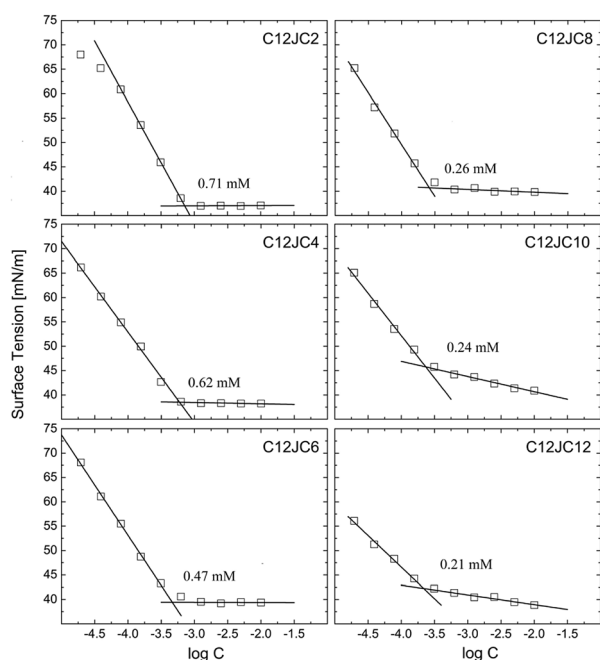 C12JC2
C12JC8
75
70
65
60
55
50
45
40
0.71 mM
0.26 mM
C12JC4
C12JC10
75
70
65
60
55
50
45
40
0.62 mM
0.24 mM
C12JC6
C12JC12
75
70
65
60
55
50
45
40
0.47 mM
0.21 mM
Surface Tension [mN/m]
-4.5 -4.0 -3.5 -3.0 -2.5 -2.0 -1.5
-4.5 -4.0 -3.5 -3.0 -2.5 -2.0 -1.5
log C
log C